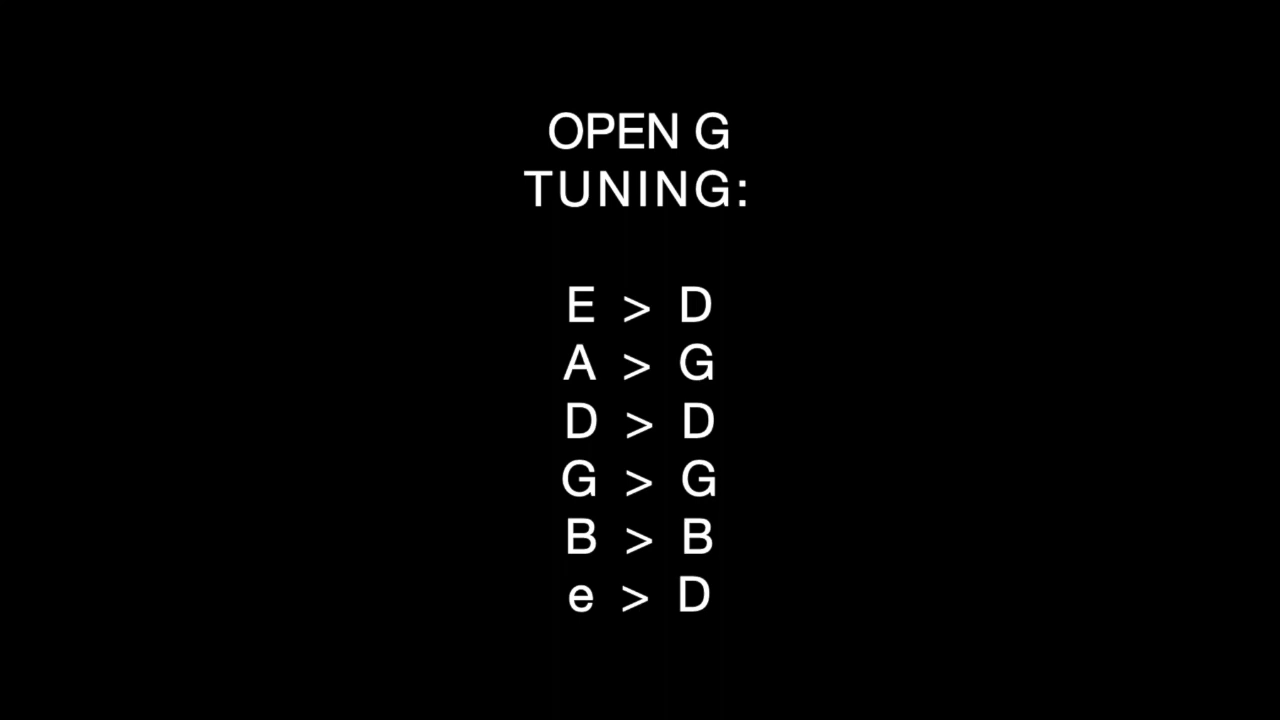 OPEN G
TUNING:
E > D
A > G
D > D
G > G
B > B
e > D